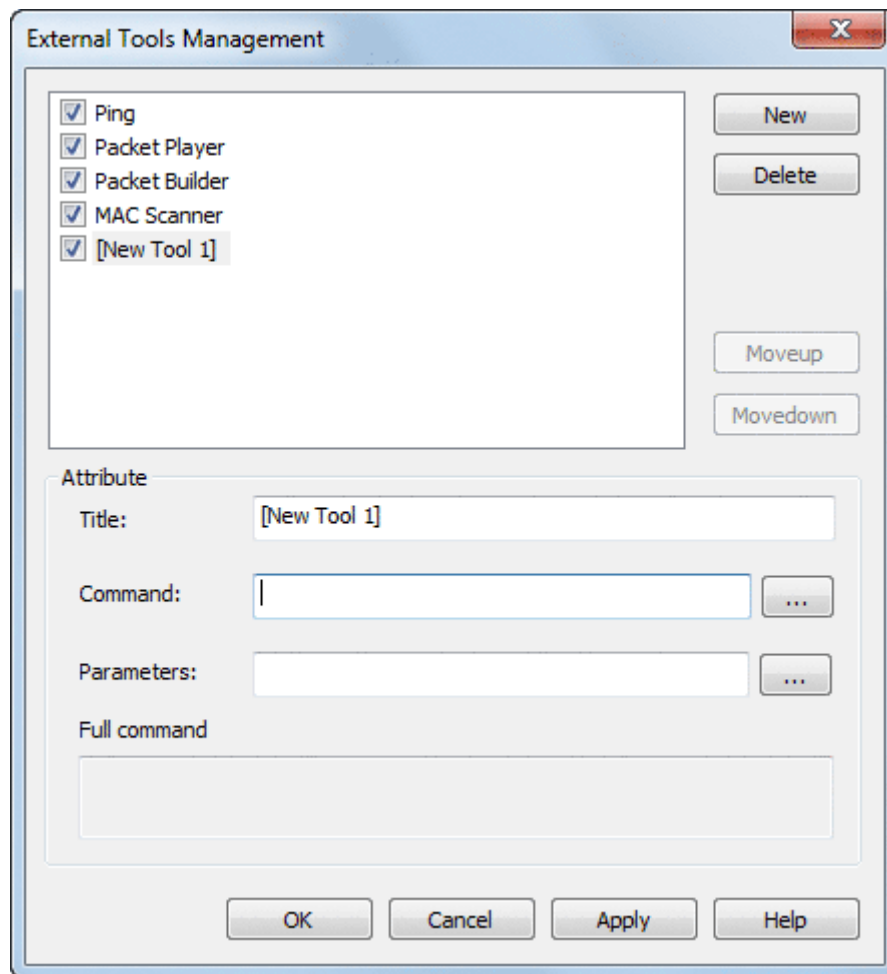 External Tools Management
Ping
Packet Player
Packet Builder
MAC Scanner
[New Tool 1]
New
Delete
Moveup
Movedown
Attribute
Title:
[New Tool 1]
Command:
...
Parameters:
...
Full command
OK
Cancel
Apply
Help